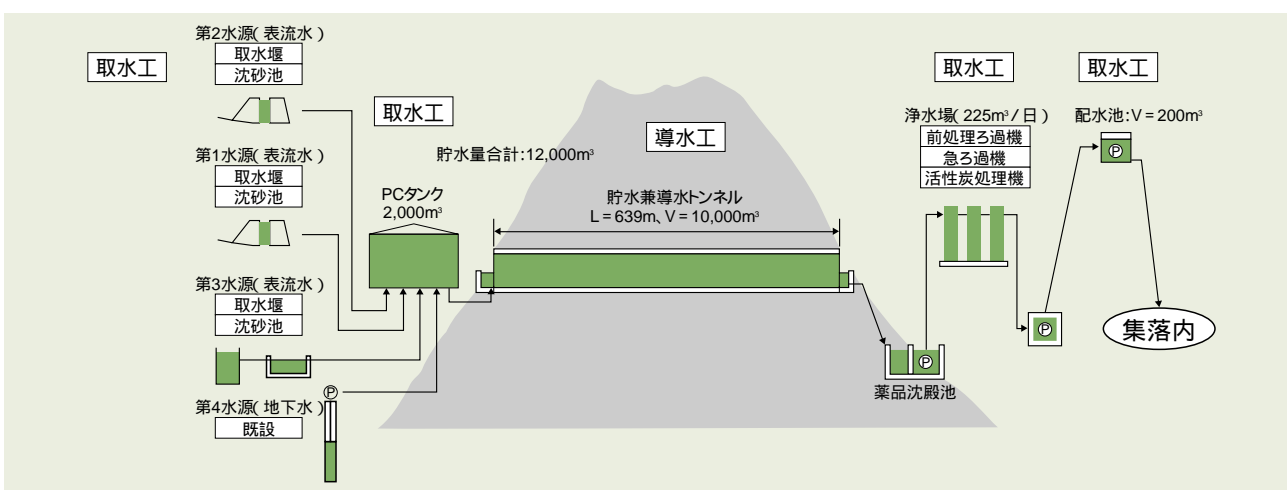 取水工
第2水源(表流水)
取水堰
沈砂池
第1水源(表流水)
取水堰
沈砂池
第3水源(表流水)
取水堰
沈砂池
第4水源(地下水)
既設
P
取水工
貯水量合計:12,000m³
PCタンク
2,000m³
導水工
貯水兼導水トンネル
L=639m、V=10,000m³
P
薬品沈殿池
取水工
浄水場(225m³/日)
前処理ろ過機
急ろ過機
活性炭処理機
P
取水工
配水池:V=200m³
P
集落内